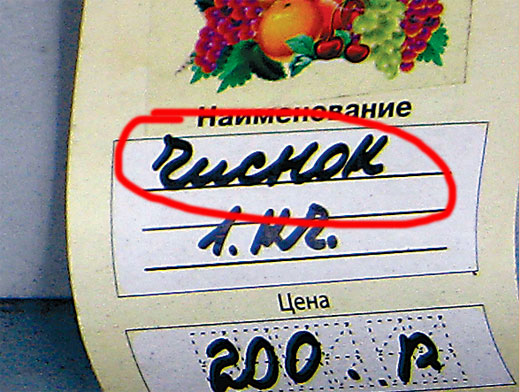 Наименование
Чиснок
1. кг.
Цена
200. р